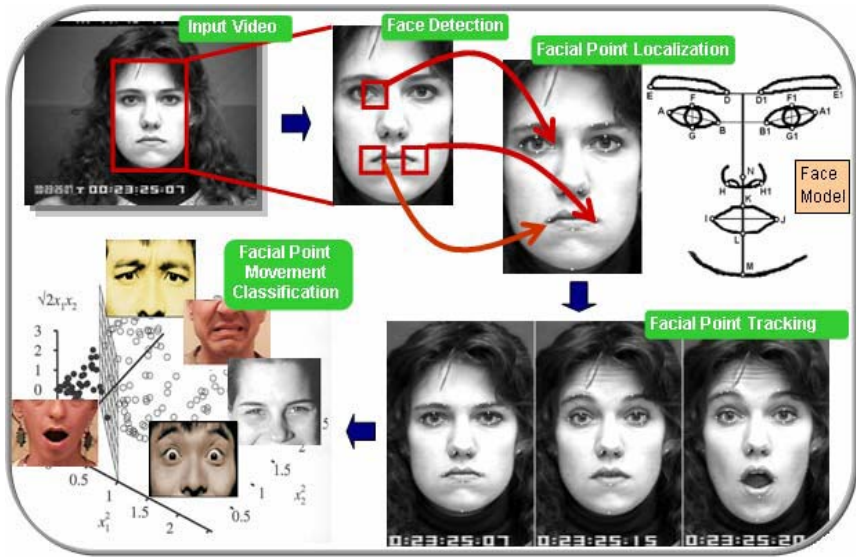 Input Video
Face Detection
Facial Point Localization
E D D1 E1
F F1
A A1
B B1
G G1
N
H H1
K
I J
L
M
Face
Model
T 00:23:25:07
Facial Point
Movement
Classification
√2x₁x₂
3
2
1
0
0.5
1
1.5
2
x₁²
0.5
1
1.5
2
x₂²
Facial Point Tracking
0:23:25:07
0:23:25:15
0:23:25:20